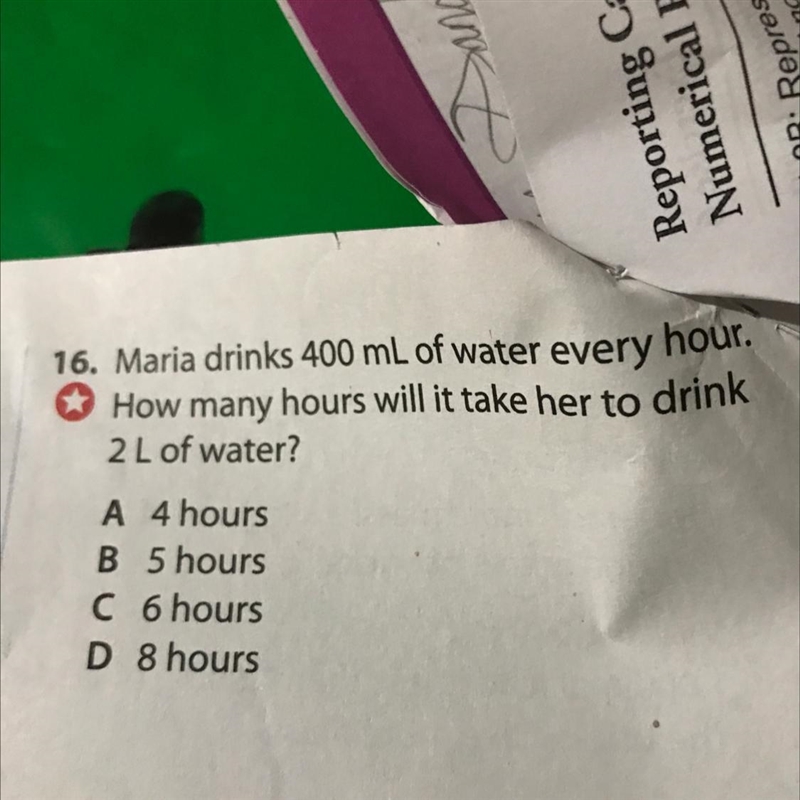 Reporting
Numerical
16. Maria drinks 400 mL of water every hour.
How many hours will it take her to drink
2 L of water?
A 4 hours
B 5 hours
C 6 hours
D 8 hours